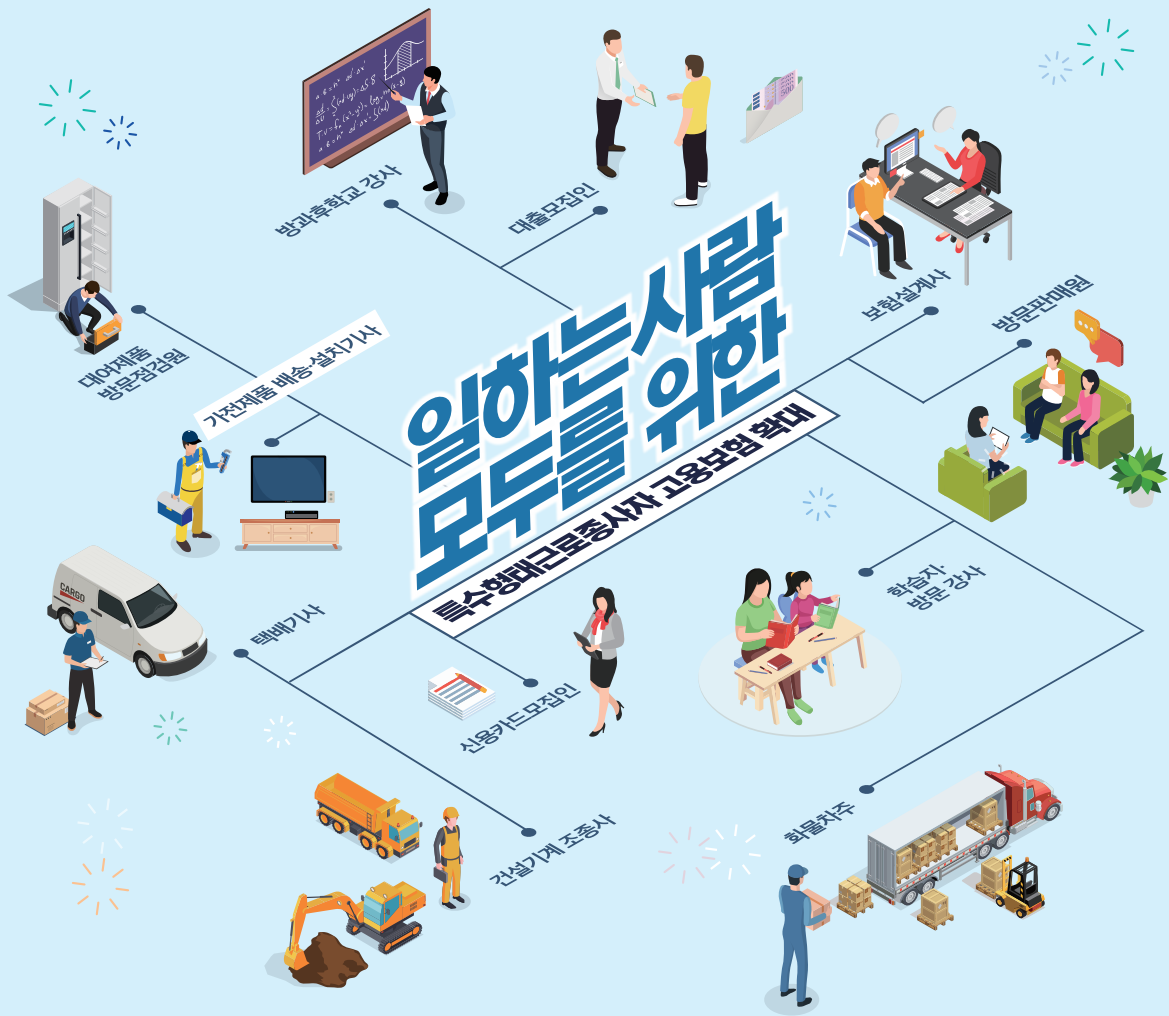 방과후학교 강사
대출모집인
보험설계사
방문판매원
대여제품
방문점검원
가전제품 배송·설치기사
일하는 사람
모두를 위한
특수형태근로종사자 고용보험 확대
학습지·
방문 강사
CARGO
택배기사
신용카드모집인
건설기계 조종사
화물차주
500